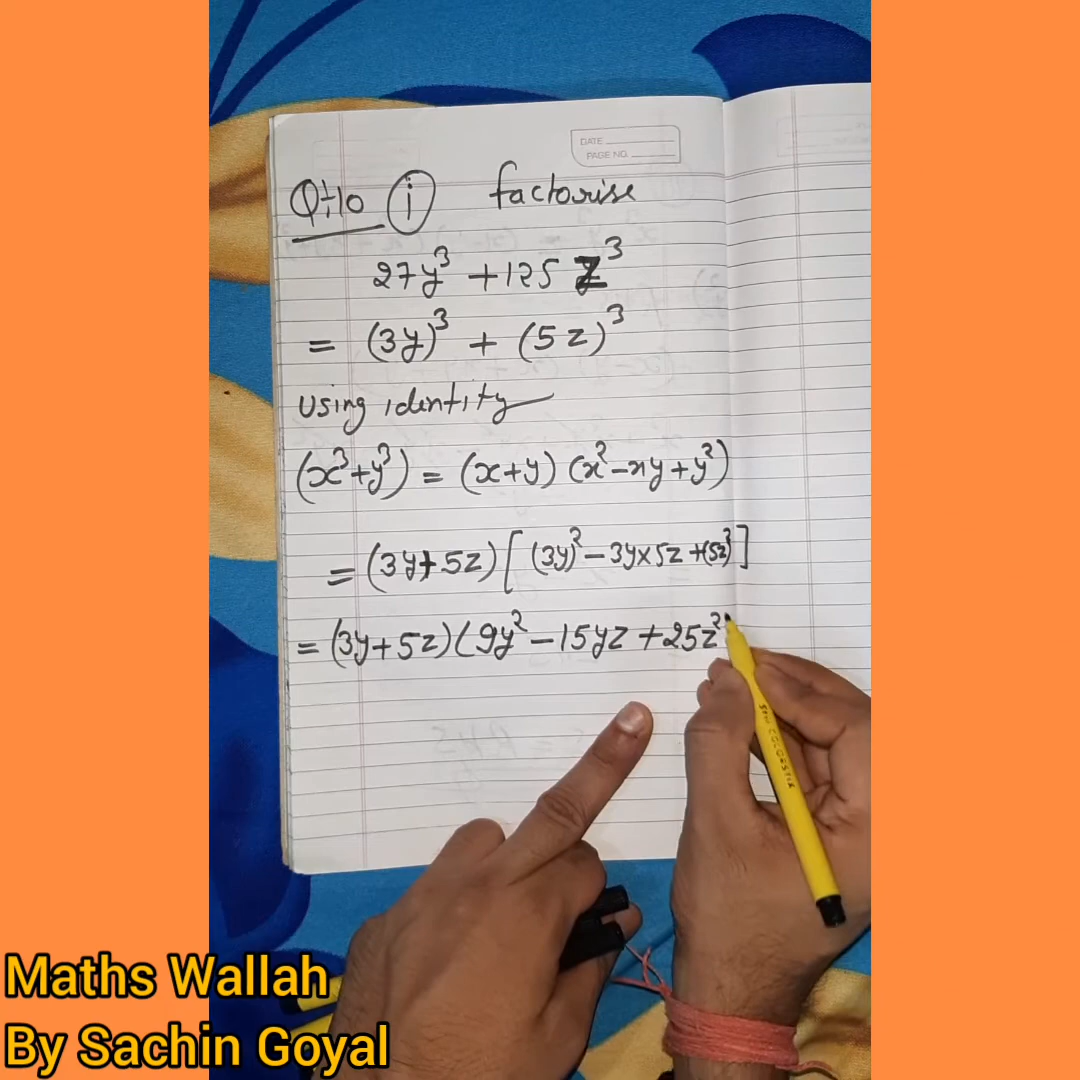 DATE
PAGE NO.
Q:10 (i) factorise
27y³ + 125 z³
= (3y)³ + (5z)³
Using identity
(x³+y³) = (x+y) (x²-xy+y²)
= (3y+5z) [(3y)²-3y×5z+(5z)²]
= (3y+5z)(9y²-15yz+25z²
Maths Wallah
By Sachin Goyal